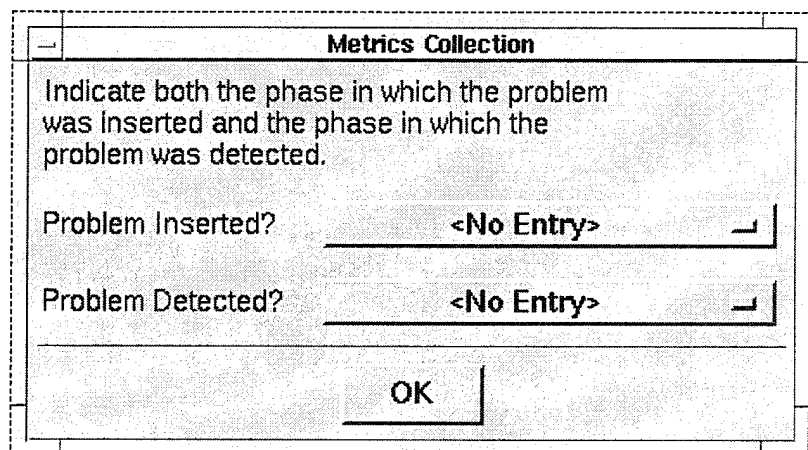 Metrics Collection
Indicate both the phase in which the problem
was inserted and the phase in which the
problem was detected.
Problem Inserted? <No Entry>
Problem Detected? <No Entry>
OK